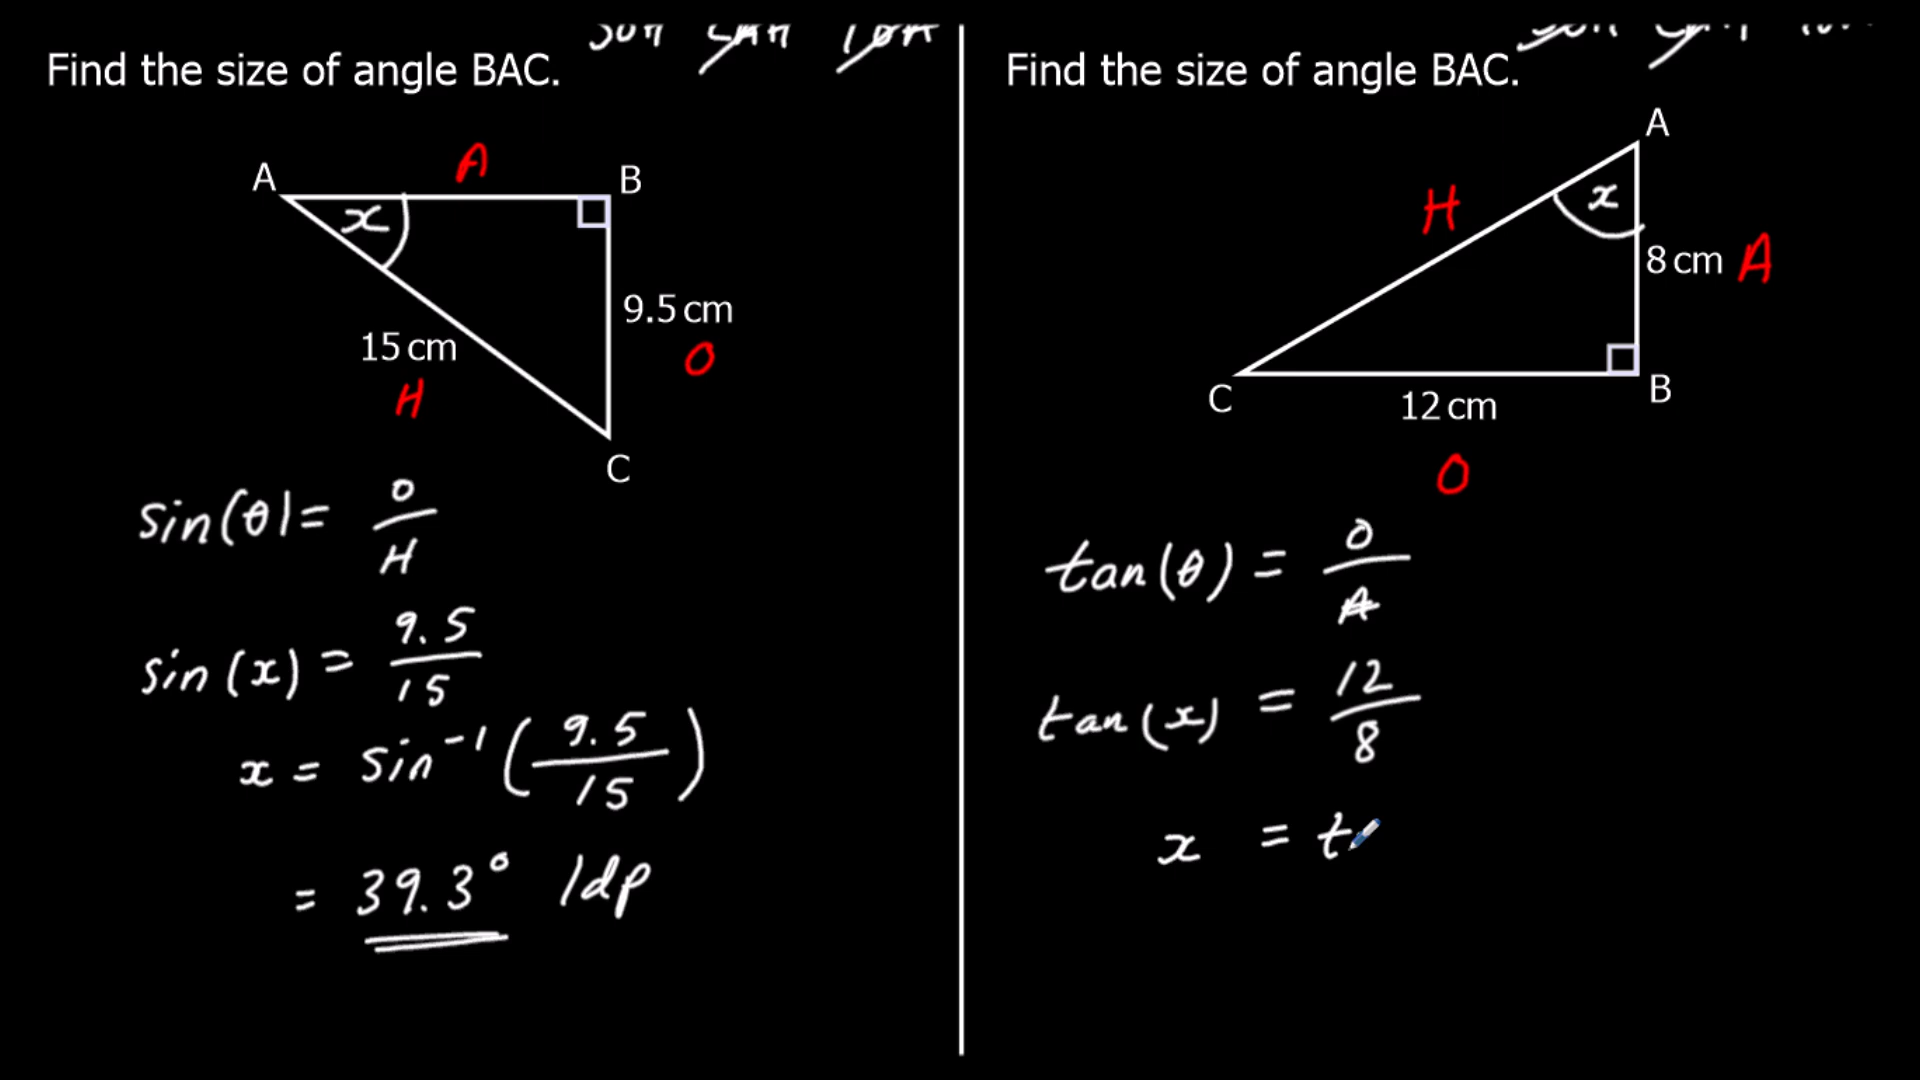 Find the size of angle BAC.
A
A
B
x
9.5 cm
O
15 cm
H
C
sin(θ) = O/H
sin(x) = 9.5/15
x = sin⁻¹(9.5/15)
= 39.3° 1dp
Find the size of angle BAC.
A
H
x
8 cm A
C
B
12 cm
O
tan(θ) = O/A
tan(x) = 12/8
x = t